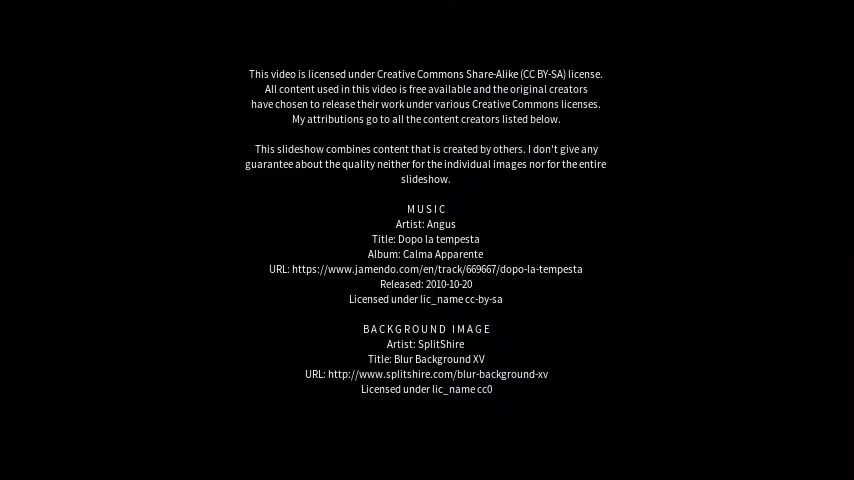 This video is licensed under Creative Commons Share-Alike (CC BY-SA) license.
All content used in this video is free available and the original creators
have chosen to release their work under various Creative Commons licenses.
My attributions go to all the content creators listed below.
This slideshow combines content that is created by others. I don't give any
guarantee about the quality neither for the individual images nor for the entire
slideshow.
MUSIC
Artist: Angus
Title: Dopo la tempesta
Album: Calma Apparente
URL: https://www.jamendo.com/en/track/669667/dopo-la-tempesta
Released: 2010-10-20
Licensed under lic_name cc-by-sa
BACKGROUND IMAGE
Artist: SplitShire
Title: Blur Background XV
URL: http://www.splitshire.com/blur-background-xv
Licensed under lic_name cc0